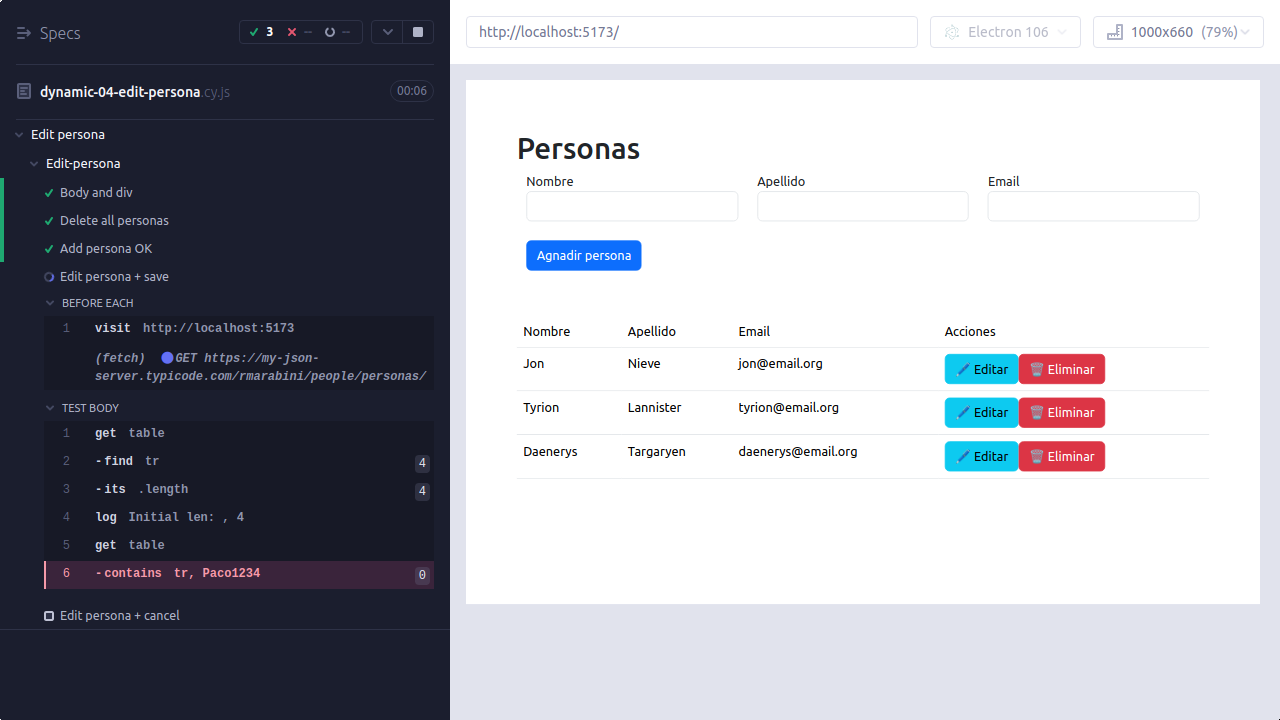 Specs
3
--
--
dynamic-04-edit-persona.cy.js
00:06
Edit persona
Edit-persona
Body and div
Delete all personas
Add persona OK
Edit persona + save
BEFORE EACH
1 visit http://localhost:5173
(fetch) GET https://my-json-
server.typicode.com/rmarabini/people/personas/
TEST BODY
1 get table
2 -find tr 4
3 -its .length 4
4 log Initial len: , 4
5 get table
6 -contains tr, Paco1234 0
Edit persona + cancel
http://localhost:5173/
Electron 106
1000x660 (79%)
Personas
Nombre Apellido Email
Agnadir persona
Nombre Apellido Email Acciones
Jon Nieve jon@email.org Editar Eliminar
Tyrion Lannister tyrion@email.org Editar Eliminar
Daenerys Targaryen daenerys@email.org Editar Eliminar